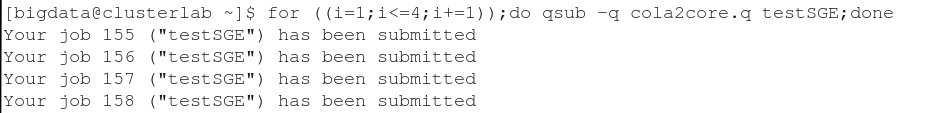 [bigdata@clusterlab ~]$ for ((i=1;i<=4;i+=1));do qsub -q cola2core.q testSGE;done
Your job 155 ("testSGE") has been submitted
Your job 156 ("testSGE") has been submitted
Your job 157 ("testSGE") has been submitted
Your job 158 ("testSGE") has been submitted